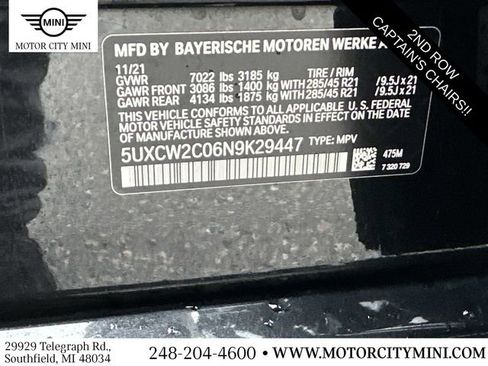 MINI
MOTOR CITY MINI
2ND ROW
CAPTAIN'S CHAIRS!!
MFD BY BAYERISCHE MOTOREN WERKE
11/21
GVWR 7022 lbs 3185 kg TIRE / RIM
GAWR FRONT 3086 lbs 1400 kg WITH 285/45 R21 /9.5J x 21
GAWR REAR 4134 lbs 1875 kg WITH 285/45 R21 /9.5J x 21
THIS VEHICLE CONFORMS TO ALL APPLICABLE U. S. FEDERAL
MOTOR VEHICLE SAFETY, BUMPER, AND THEFT PREVENTION
STANDARDS IN EFFECT ON THE DATE OF MANUFACTURE
SHOWN ABOVE.
5UXCW2C06N9K29447 TYPE: MPV
475M
7 320 729
29929 Telegraph Rd.,
Southfield, MI 48034
248-204-4600 - WWW.MOTORCITYMINI.COM